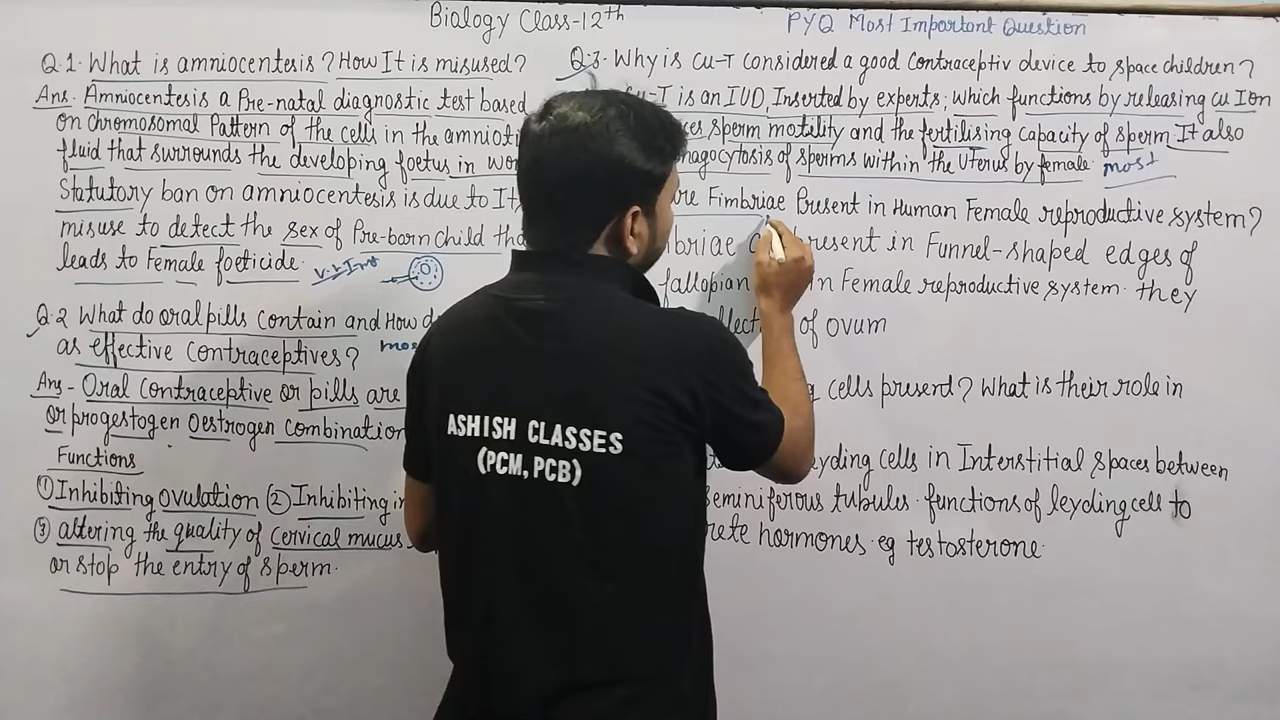 Biology Class-12th
PYQ Most Important Question
Q.1. What is amniocentesis? How It is misused?
Ans. Amniocentesis a Pre-natal diagnostic test based
on chromosomal Pattern of the cells in the
fluid that surrounds the developing foetus in
Statutory ban on amniocentesis is due to It
misuse to detect the sex of Pre-born child
leads to Female foeticide.
V.V.Imt
Q.2 What do oral pills contain and How
as effective contraceptives?
Ans- Oral contraceptive or pills are
or progestogen Oestrogen combination
Functions
① Inhibiting Ovulation ② Inhibiting
③ altering the quality of cervical mucus
or stop the entry of sperm.
Q.3. Why is Cu-T considered a good Contraceptiv device to space children?
Cu-T is an IUD, Inserted by experts, which functions by releasing cu Ion
sperm motility and the fertilising capacity of sperm. It also
of sperms within the Uterus by female. most
Fimbriae Present in Human Female reproductive system?
Present in Funnel-shaped edges of
fallopian in Female reproductive system. they
of ovum
cells present? What is their role in
cells in Interstitial spaces between
Seminiferous tubules. functions of leydingcell to
hormones. eg testosterone.
ASHISH CLASSES
(PCM, PCB)